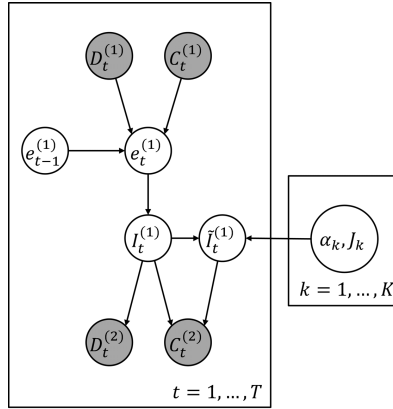 D_t^{(1)} C_t^{(1)}
e_{t-1}^{(1)} e_t^{(1)}
I_t^{(1)} Ĩ_t^{(1)} α_k, J_k
k = 1, ..., K
D_t^{(2)} C_t^{(2)}
t = 1, ..., T